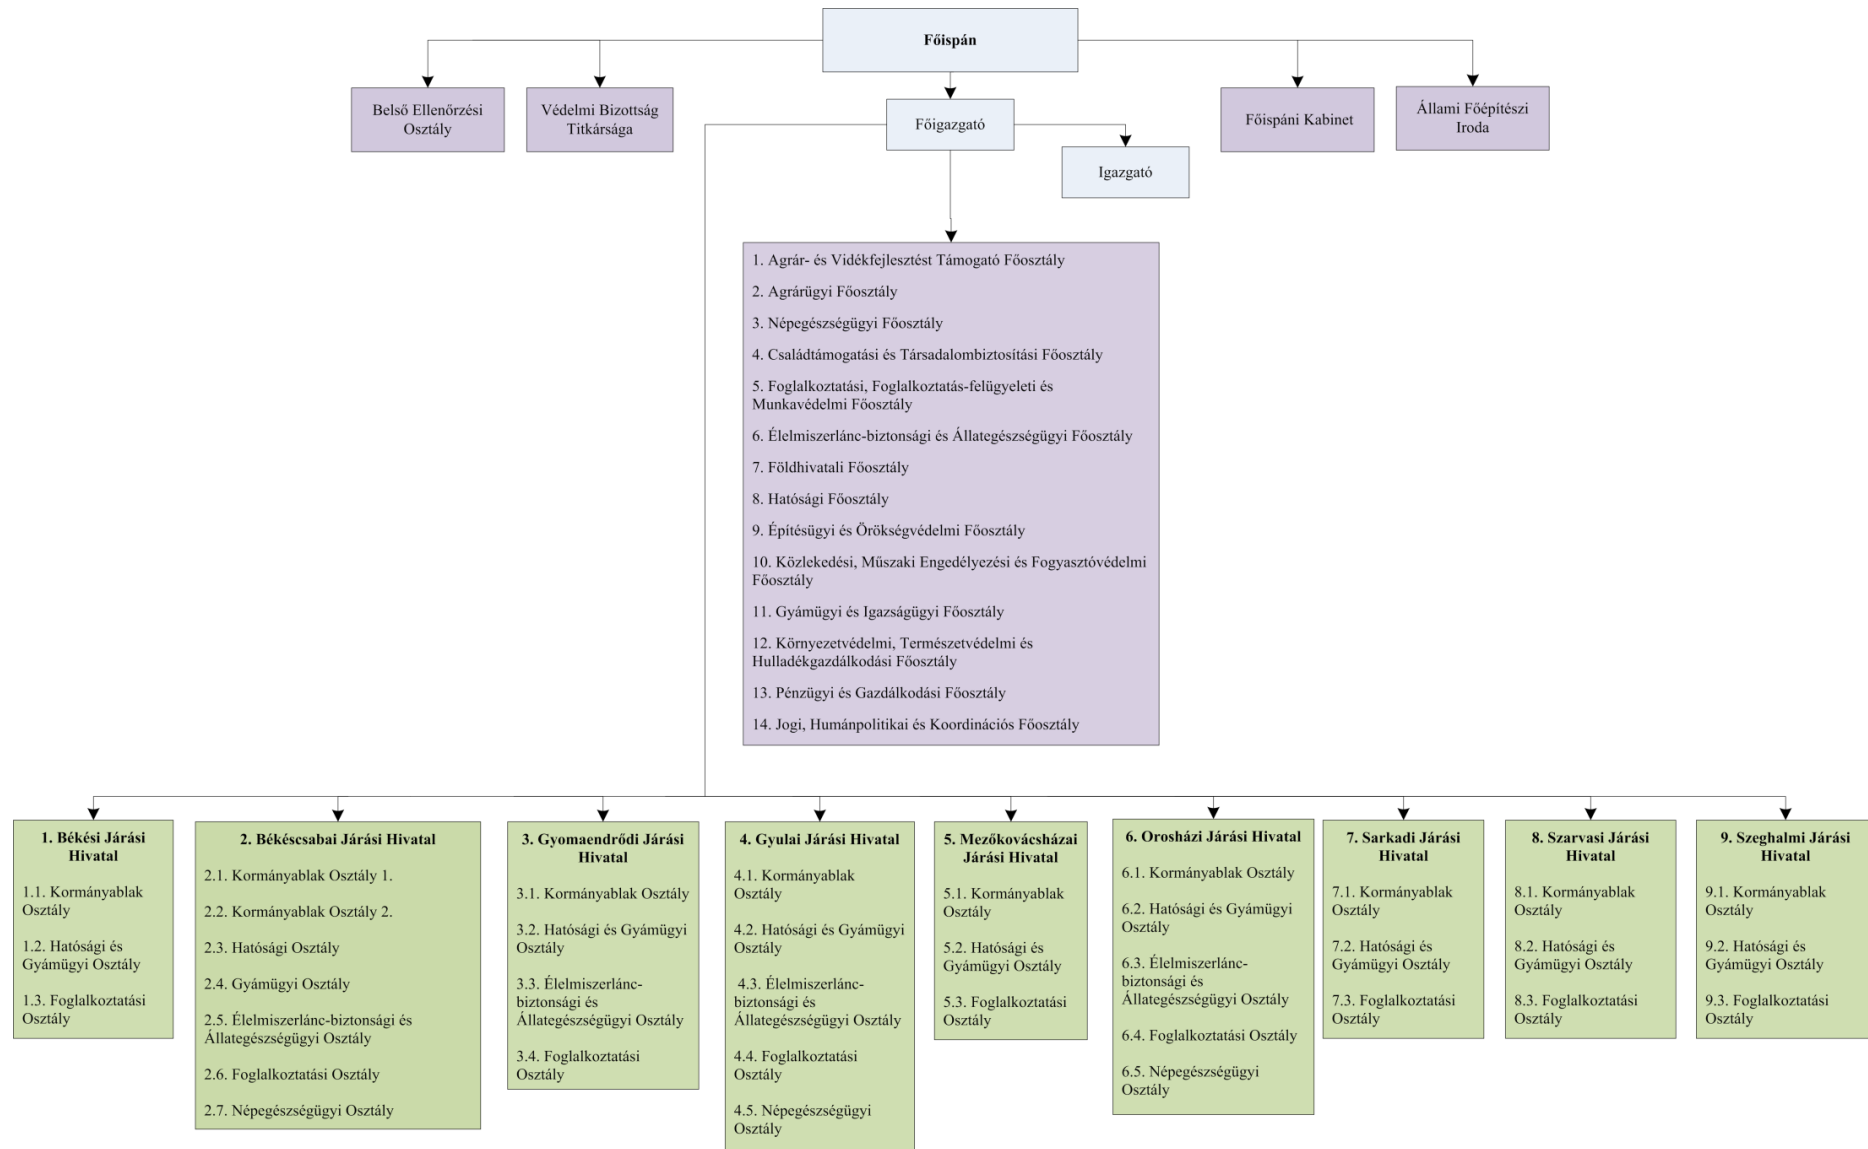 Főispán
Belső Ellenőrzési
Osztály
Védelmi Bizottság
Titkársága
Főigazgató
Igazgató
Főispáni Kabinet
Állami Főépítészi
Iroda
1. Agrár- és Vidékfejlesztést Támogató Főosztály
2. Agrárügyi Főosztály
3. Népegészségügyi Főosztály
4. Családtámogatási és Társadalombiztosítási Főosztály
5. Foglalkoztatási, Foglalkoztatás-felügyeleti és
Munkavédelmi Főosztály
6. Élelmiszerlánc-biztonsági és Állategészségügyi Főosztály
7. Földhivatali Főosztály
8. Hatósági Főosztály
9. Építésügyi és Örökségvédelmi Főosztály
10. Közlekedési, Műszaki Engedélyezési és Fogyasztóvédelmi
Főosztály
11. Gyámügyi és Igazságügyi Főosztály
12. Környezetvédelmi, Természetvédelmi és
Hulladékgazdálkodási Főosztály
13. Pénzügyi és Gazdálkodási Főosztály
14. Jogi, Humánpolitikai és Koordinációs Főosztály
1. Békési Járási
Hivatal
1.1. Kormányablak
Osztály
1.2. Hatósági és
Gyámügyi Osztály
1.3. Foglalkoztatási
Osztály
2. Békéscsabai Járási Hivatal
2.1. Kormányablak Osztály 1.
2.2. Kormányablak Osztály 2.
2.3. Hatósági Osztály
2.4. Gyámügyi Osztály
2.5. Élelmiszerlánc-biztonsági és
Állategészségügyi Osztály
2.6. Foglalkoztatási Osztály
2.7. Népegészségügyi Osztály
3. Gyomaendrődi Járási
Hivatal
3.1. Kormányablak Osztály
3.2. Hatósági és Gyámügyi
Osztály
3.3. Élelmiszerlánc-
biztonsági és
Állategészségügyi Osztály
3.4. Foglalkoztatási
Osztály
4. Gyulai Járási
Hivatal
4.1. Kormányablak
Osztály
4.2. Hatósági és Gyámügyi
Osztály
4.3. Élelmiszerlánc-
biztonsági és
Állategészségügyi Osztály
4.4. Foglalkoztatási
Osztály
4.5. Népegészségügyi
Osztály
5. Mezőkovácsházai
Járási Hivatal
5.1. Kormányablak
Osztály
5.2. Hatósági és
Gyámügyi Osztály
5.3. Foglalkoztatási
Osztály
6. Orosházi Járási Hivatal
6.1. Kormányablak Osztály
6.2. Hatósági és Gyámügyi
Osztály
6.3. Élelmiszerlánc-
biztonsági és
Állategészségügyi Osztály
6.4. Foglalkoztatási Osztály
6.5. Népegészségügyi
Osztály
7. Sarkadi Járási
Hivatal
7.1. Kormányablak
Osztály
7.2. Hatósági és
Gyámügyi Osztály
7.3. Foglalkoztatási
Osztály
8. Szarvasi Járási
Hivatal
8.1. Kormányablak
Osztály
8.2. Hatósági és
Gyámügyi Osztály
8.3. Foglalkoztatási
Osztály
9. Szeghalmi Járási
Hivatal
9.1. Kormányablak
Osztály
9.2. Hatósági és
Gyámügyi Osztály
9.3. Foglalkoztatási
Osztály